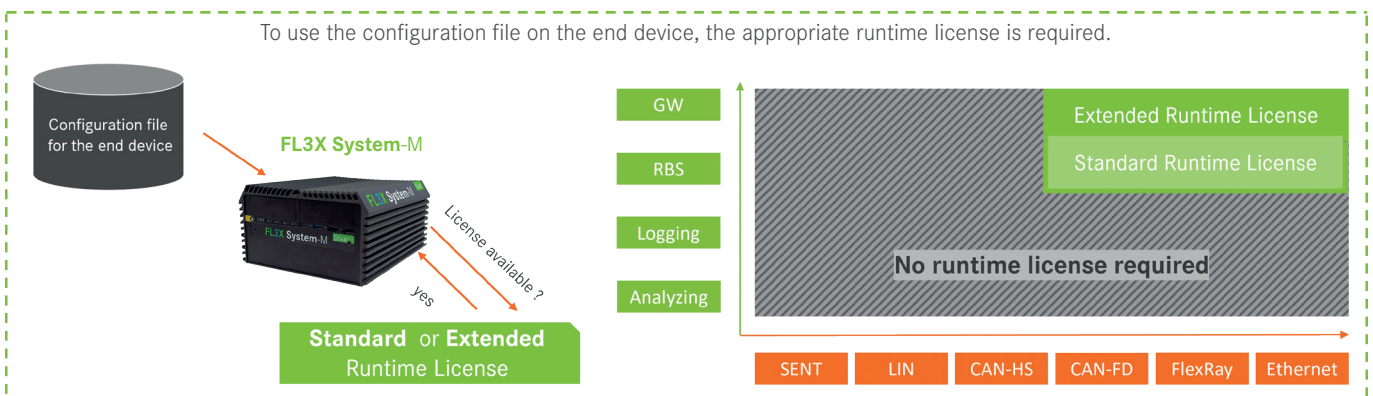 To use the configuration file on the end device, the appropriate runtime license is required.
Configuration file
for the end device
FL3X System-M
FL3X System-M
FL3X System-M
License available ?
yes
Standard or Extended
Runtime License
GW
RBS
Logging
Analyzing
Extended Runtime License
Standard Runtime License
No runtime license required
SENT
LIN
CAN-HS
CAN-FD
FlexRay
Ethernet